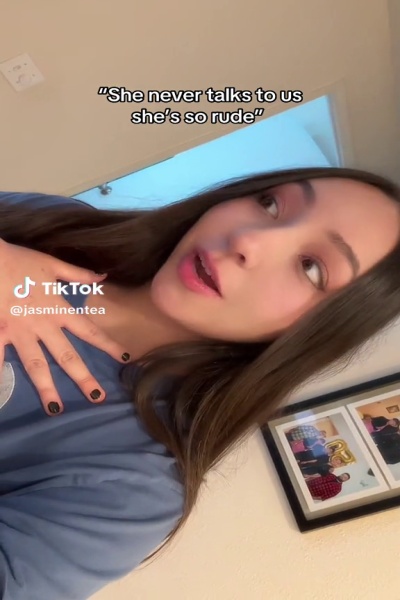 “She never talks to us
she’s so rude”
TikTok
@jasminentea